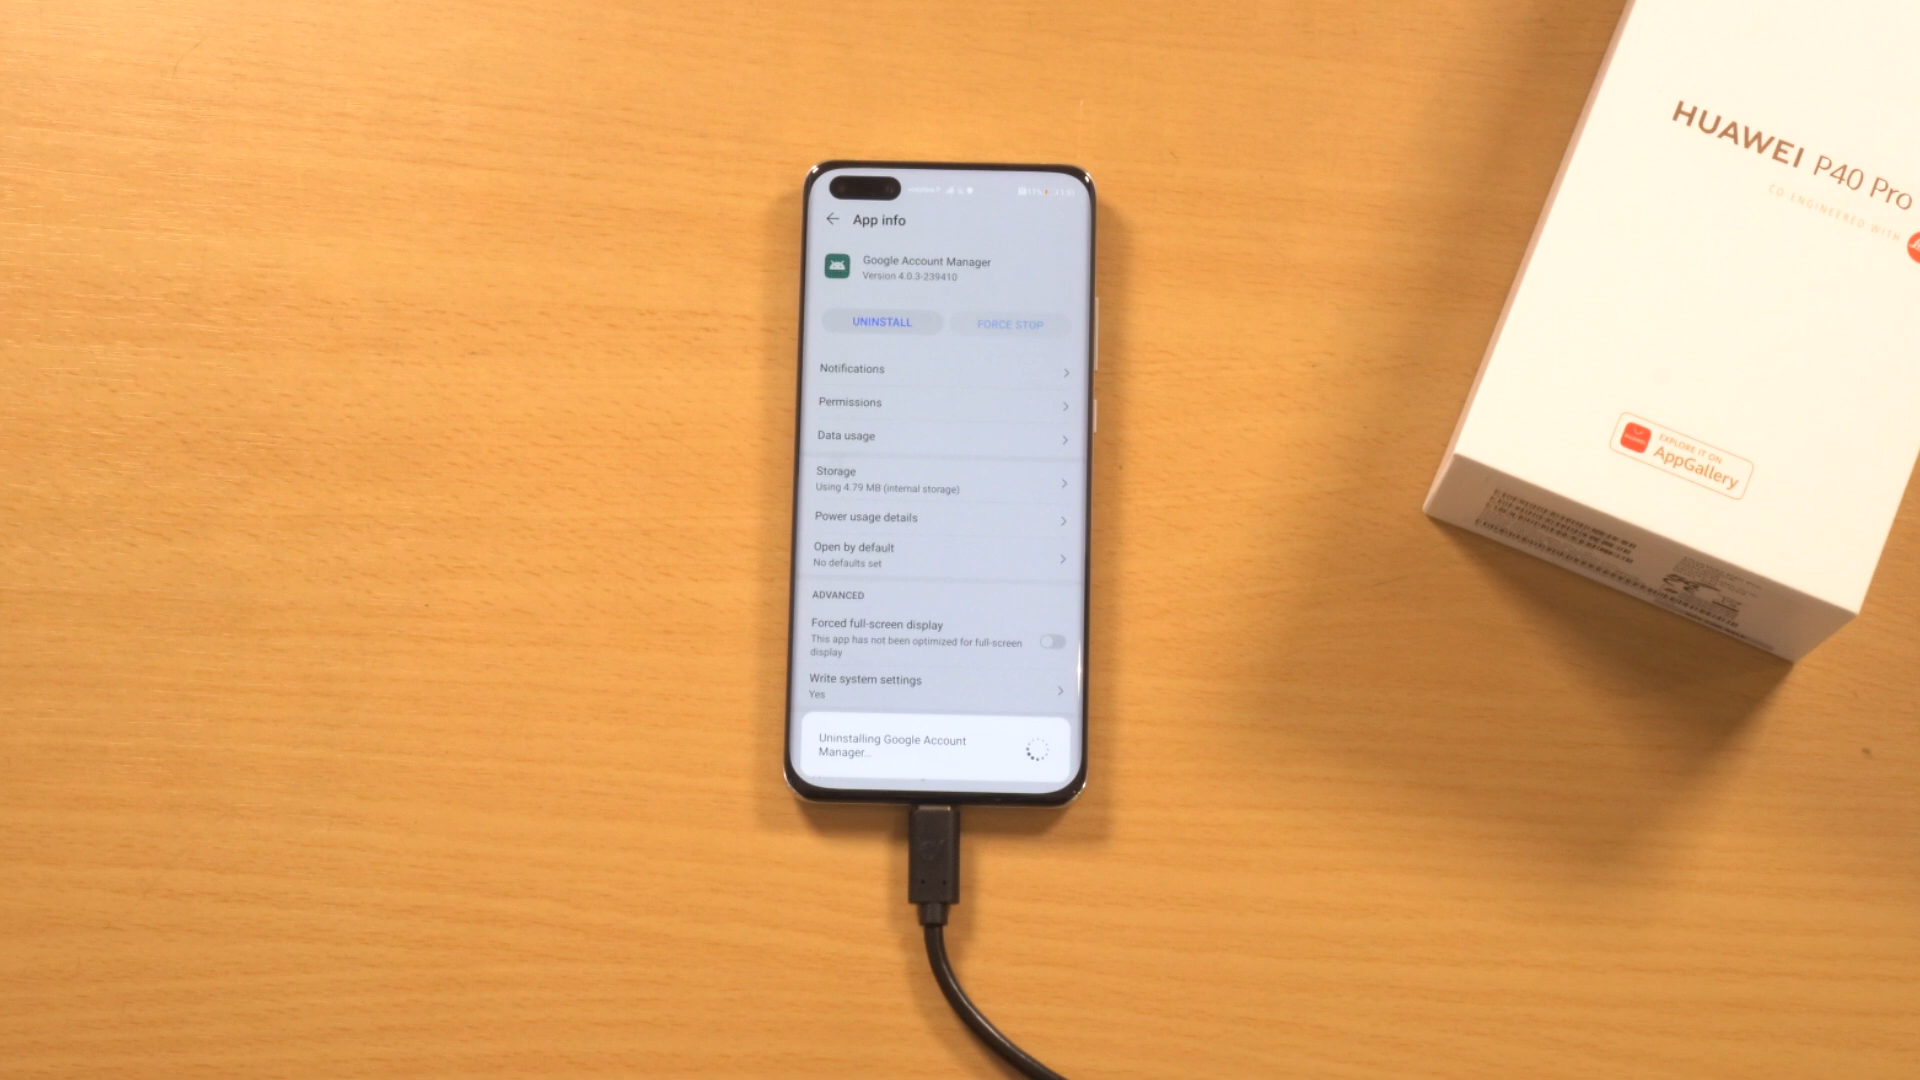 App info
Google Account Manager
Version 4.0.3-239410
UNINSTALL
FORCE STOP
Notifications
Permissions
Data usage
Storage
Using 4.79 MB (internal storage)
Power usage details
Open by default
No defaults set
ADVANCED
Forced full-screen display
This app has not been optimized for full-screen
display
Write system settings
Yes
Uninstalling Google Account
Manager...
HUAWEI P40 Pro
CO-ENGINEERED WITH
EXPLORE IT ON
AppGallery